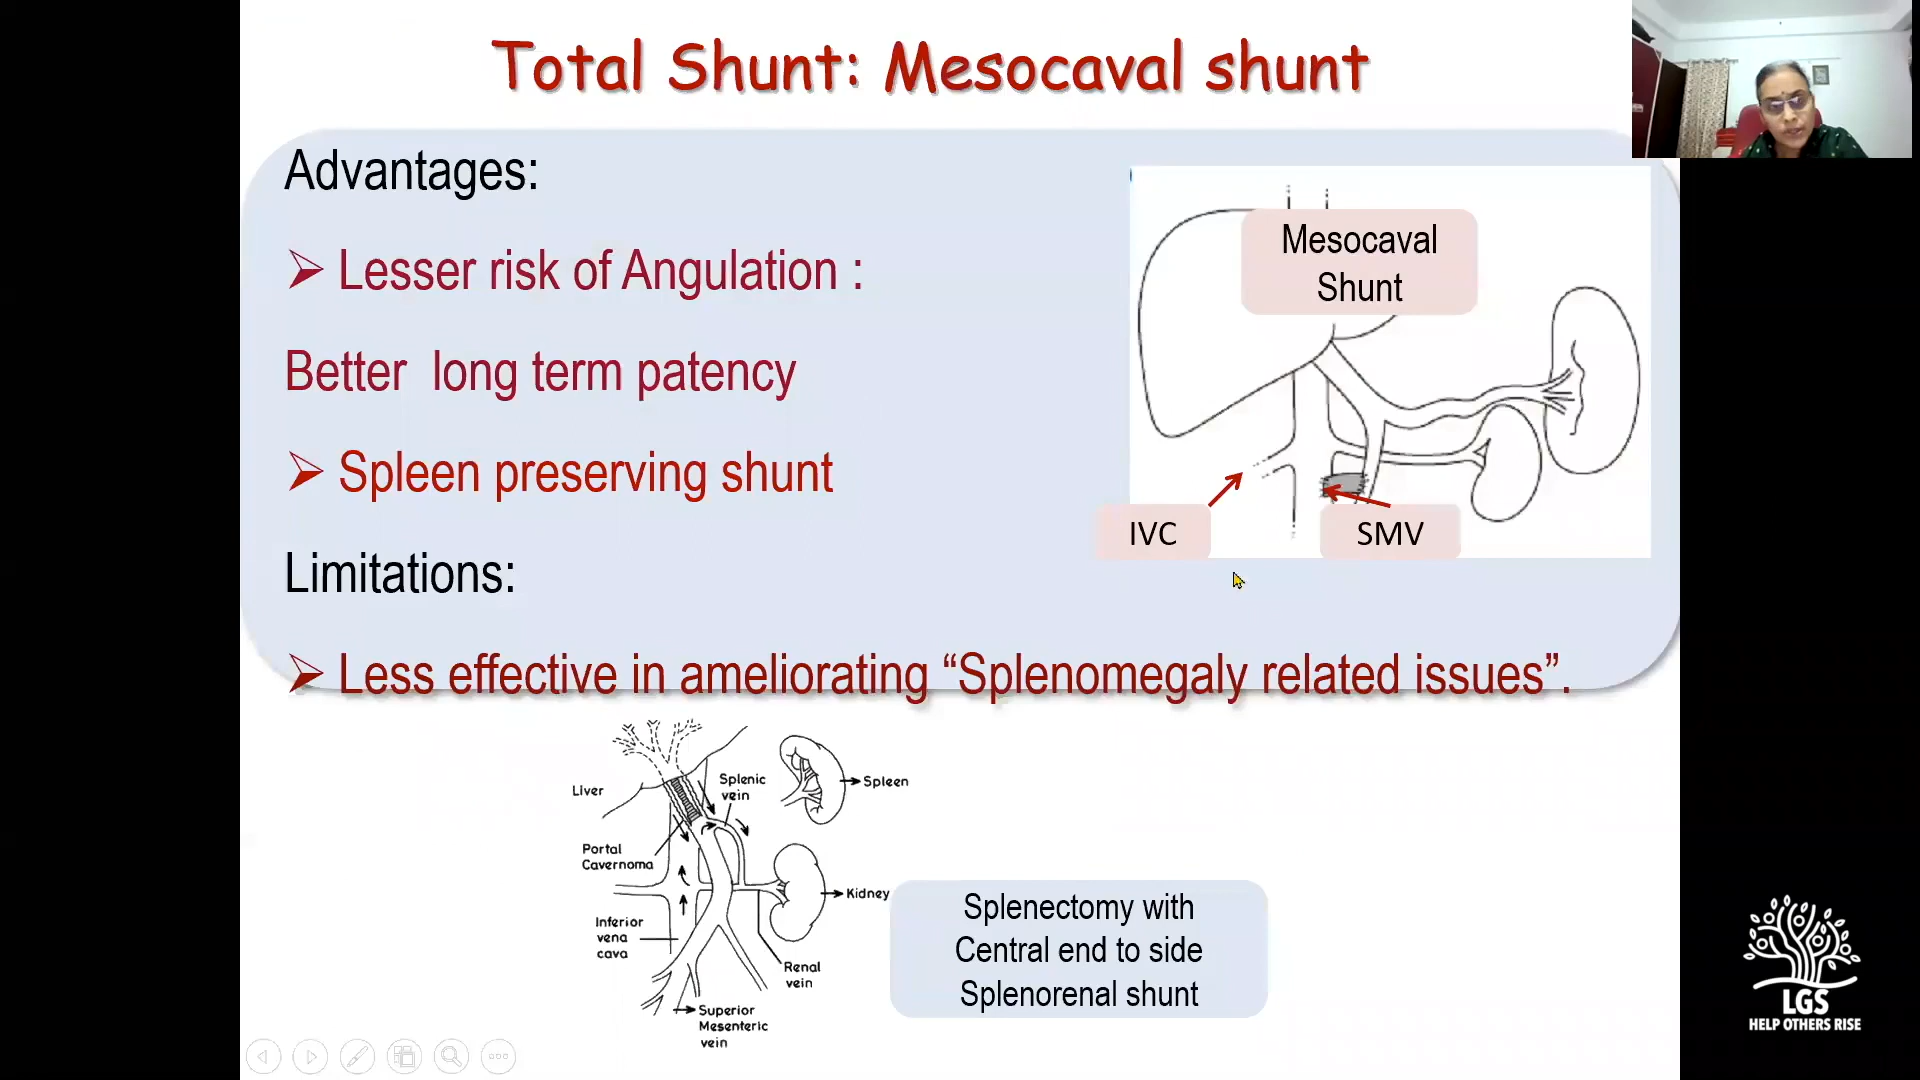 Total Shunt: Mesocaval shunt
Advantages:
➢ Lesser risk of Angulation :
Better long term patency
➢ Spleen preserving shunt
Limitations:
➢ Less effective in ameliorating “Splenomegaly related issues”.
Mesocaval
Shunt
IVC
SMV
Liver
Splenic
vein
Spleen
Portal
Cavernoma
Kidney
Inferior
vena
cava
Renal
vein
Superior
Mesenteric
vein
Splenectomy with
Central end to side
Splenorenal shunt
LGS
HELP OTHERS RISE